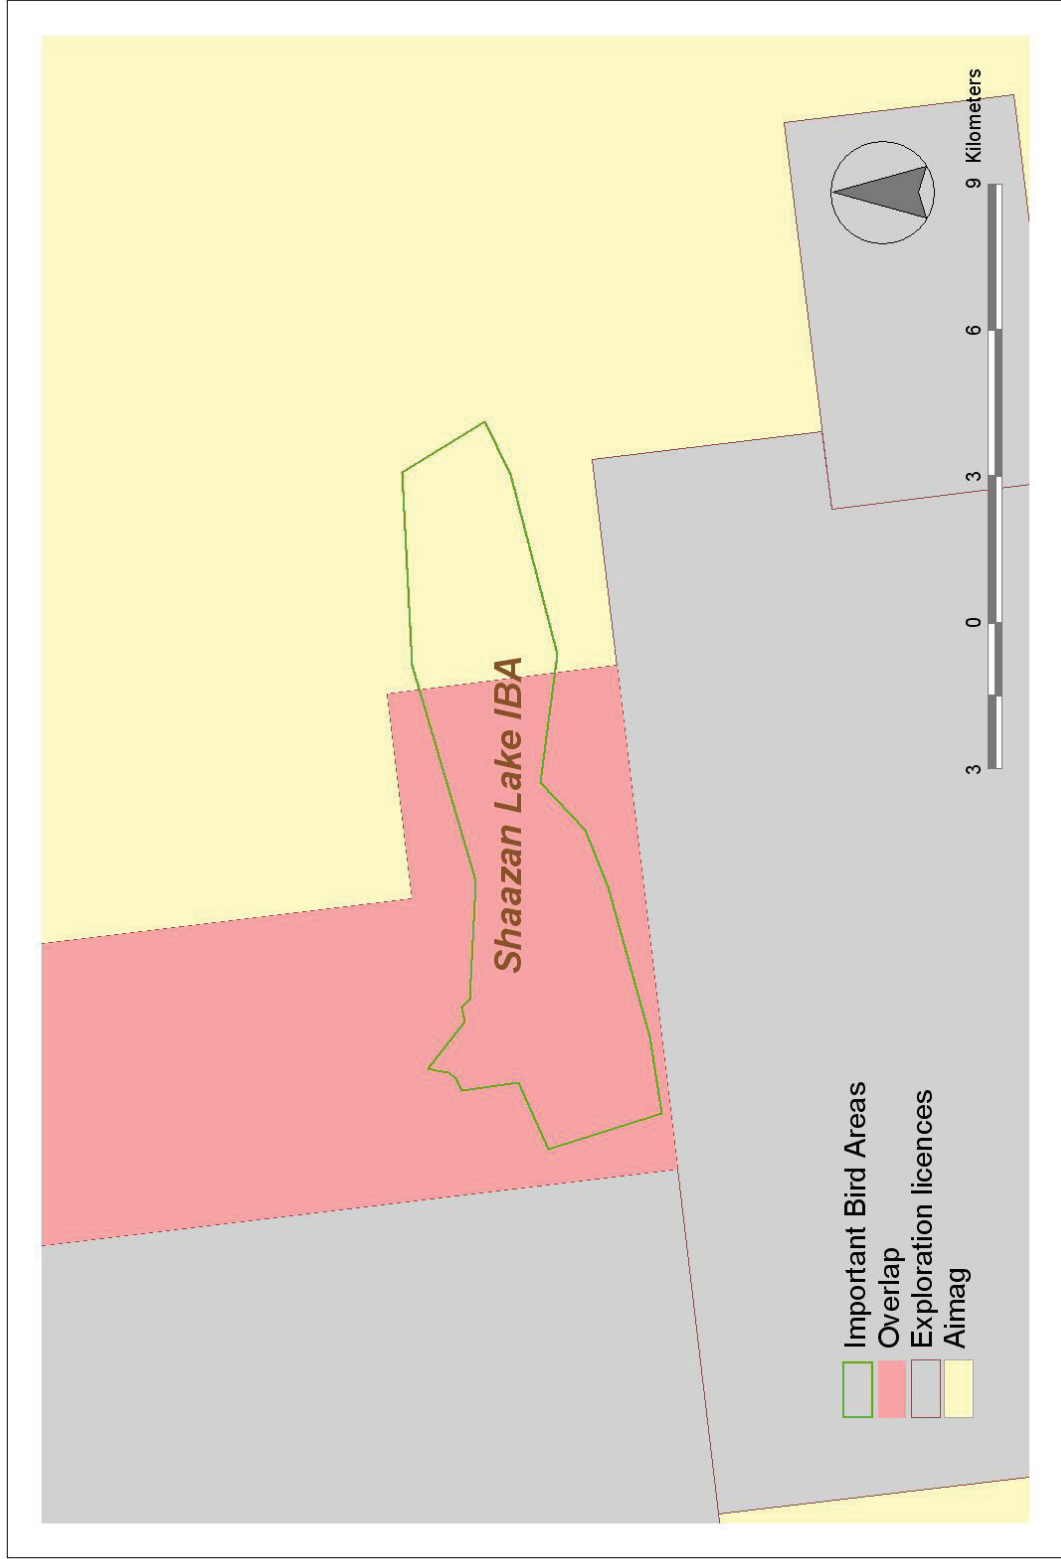 Shaazan Lake IBA
Important Bird Areas
Overlap
Exploration licences
Aimag
3 0 3 6 9 Kilometers